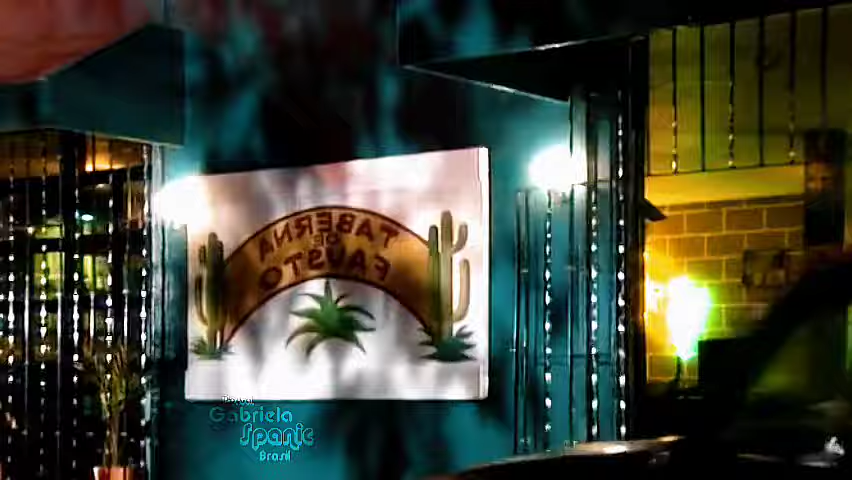 TABERNA
DE
FAUSTO
Gabriela
Spanic
Brasil